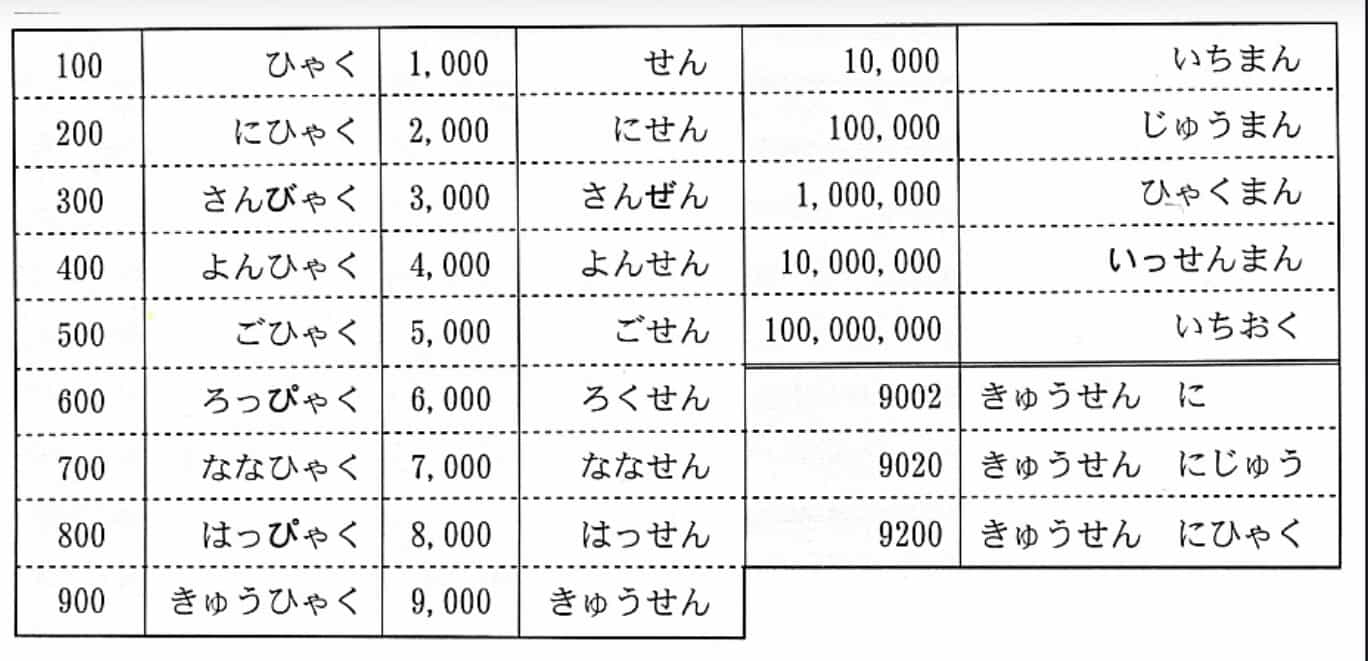 100 ひゃく 1,000 せん 10,000 いちまん
200 にひゃく 2,000 にせん 100,000 じゅうまん
300 さんびゃく 3,000 さんぜん 1,000,000 ひゃくまん
400 よんひゃく 4,000 よんせん 10,000,000 いっせんまん
500 ごひゃく 5,000 ごせん 100,000,000 いちおく
600 ろっぴゃく 6,000 ろくせん 9002 きゅうせん に
700 ななひゃく 7,000 ななせん 9020 きゅうせん にじゅう
800 はっぴゃく 8,000 はっせん 9200 きゅうせん にひゃく
900 きゅうひゃく 9,000 きゅうせん